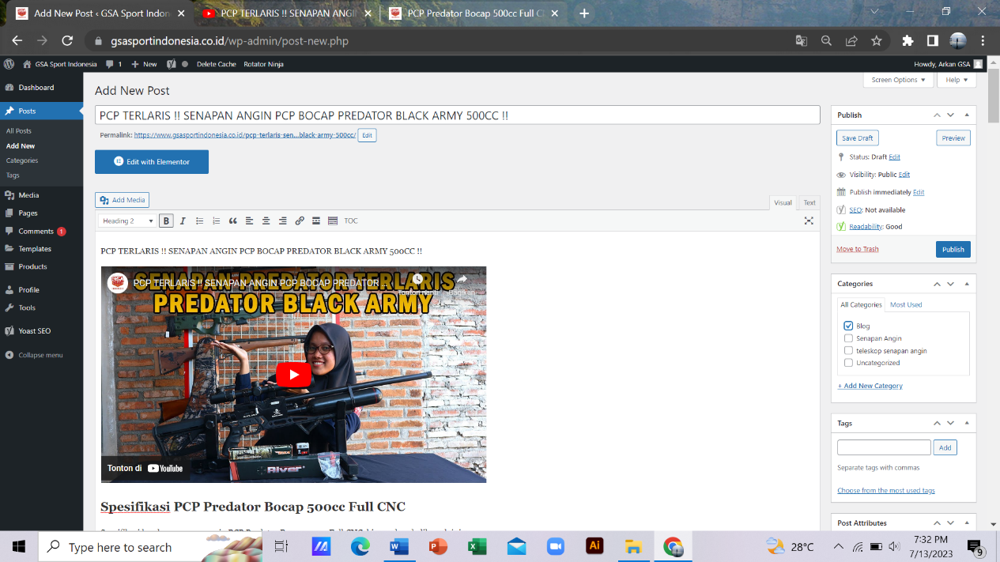 Add New Post ‹ GSA Sport Indon
PCP TERLARIS !! SENAPAN ANGI
PCP Predator Bocap 500cc Full C
gsasportindonesia.co.id/wp-admin/post-new.php
GSA Sport Indonesia
1
New
Delete Cache
Rotator Ninja
Howdy, Arkan GSA
Dashboard
Posts
All Posts
Add New
Categories
Tags
Media
Pages
Comments 1
Templates
Products
Profile
Tools
Yoast SEO
Collapse menu
Screen Options
Help
Add New Post
PCP TERLARIS !! SENAPAN ANGIN PCP BOCAP PREDATOR BLACK ARMY 500CC !!
Permalink: https://www.gsasportindonesia.co.id/pcp-terlaris-sen...black-army-500cc/ Edit
Edit with Elementor
Add Media
Visual
Text
Heading 2
B I
TOC
PCP TERLARIS !! SENAPAN ANGIN PCP BOCAP PREDATOR BLACK ARMY 500CC !!
PCP TERLARIS !! SENAPAN ANGIN PCP BOCAP PREDATOR
SENAPAN ANGIN PCP TERLARIS
Tonton nanti
Bagikan
PREDATOR BLACK ARMY
River
Tonton di YouTube
Spesifikasi PCP Predator Bocap 500cc Full CNC
Publish
Save Draft
Preview
Status: Draft Edit
Visibility: Public Edit
Publish immediately Edit
SEO: Not available
Readability: Good
Move to Trash
Publish
Categories
All Categories
Most Used
Blog
Senapan Angin
teleskop senapan angin
Uncategorized
+ Add New Category
Tags
Add
Separate tags with commas
Choose from the most used tags
Post Attributes
Type here to search
28°C
7:32 PM
7/13/2023
9